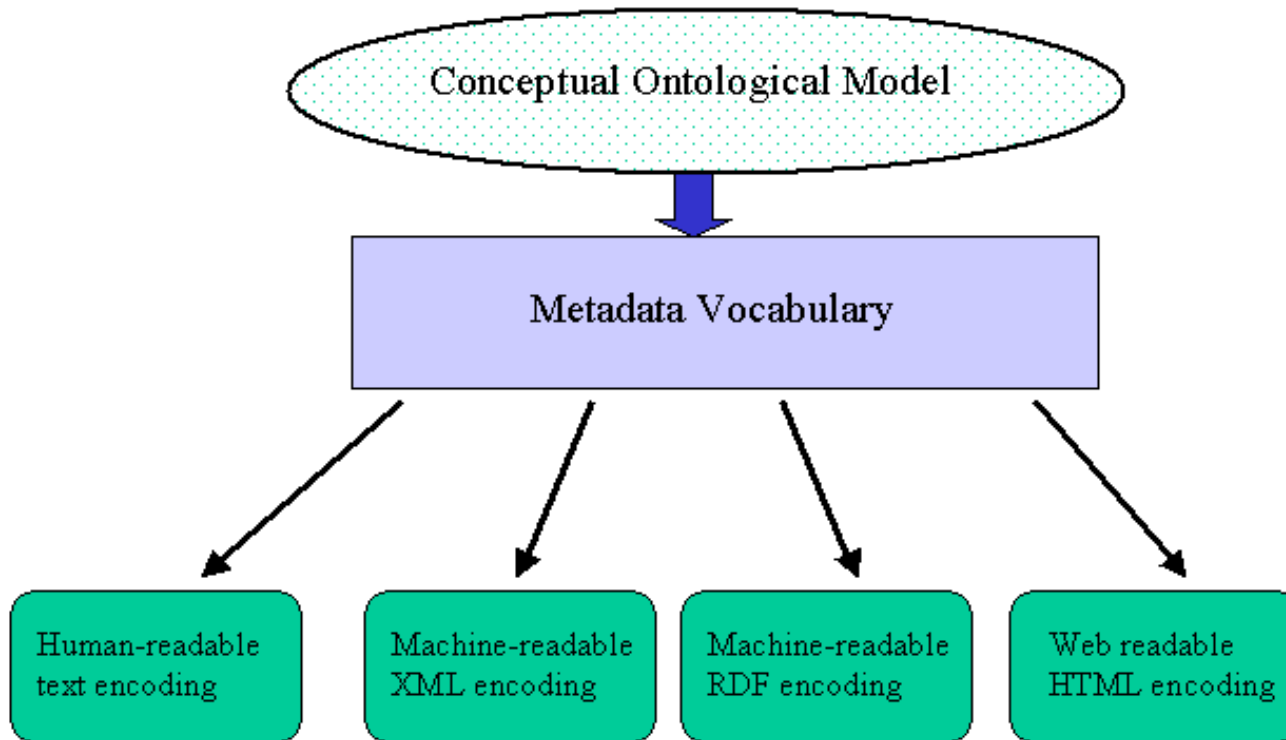 Conceptual Ontological Model
Metadata Vocabulary
Human-readable
text encoding
Machine-readable
XML encoding
Machine-readable
RDF encoding
Web readable
HTML encoding